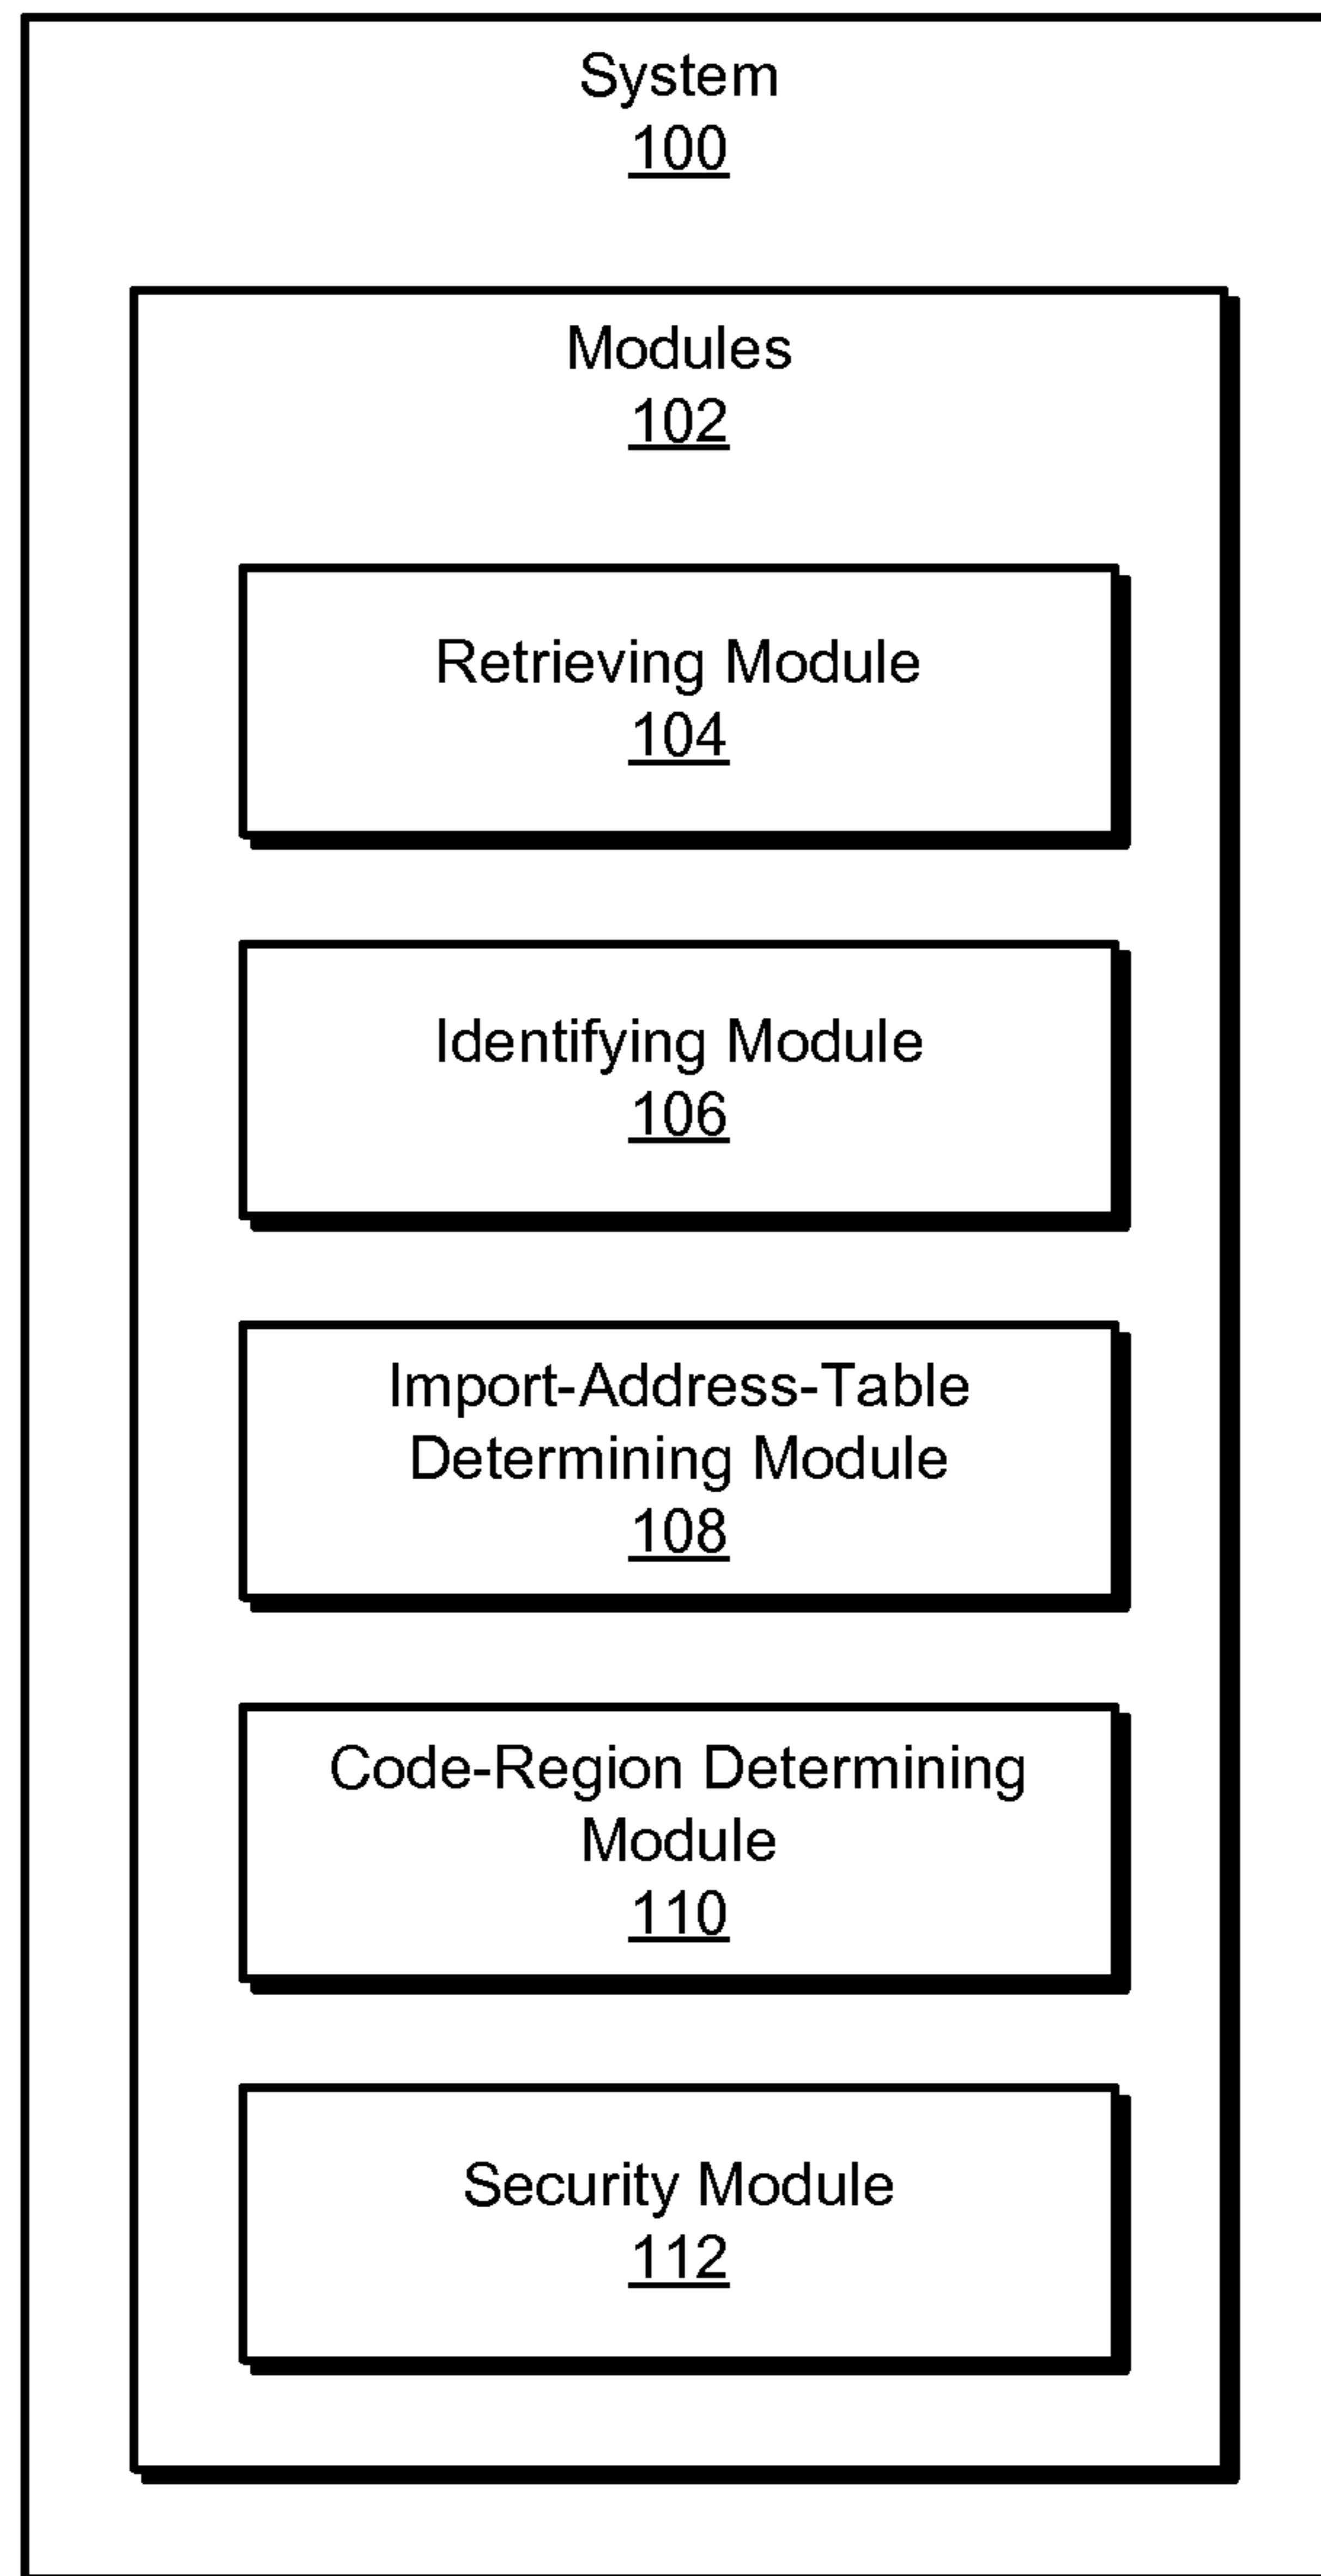 System
100
Modules
102
Retrieving Module
104
Identifying Module
106
Import-Address-Table
Determining Module
108
Code-Region Determining
Module
110
Security Module
112